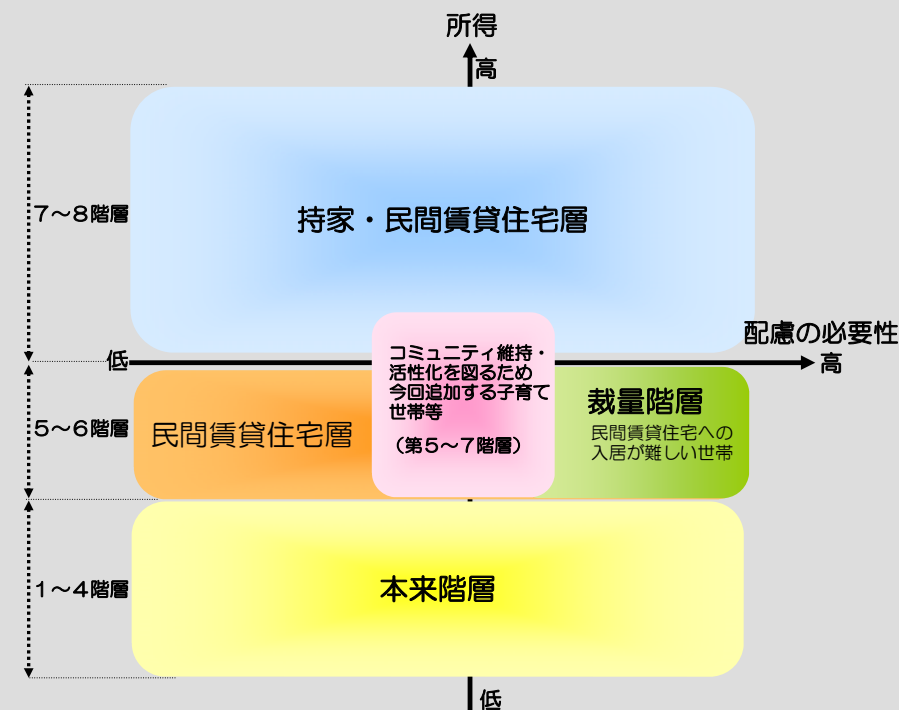 所得
高
7～8階層
持家・民間賃貸住宅層
配慮の必要性
低
高
コミュニティ維持・
活性化を図るため
今回追加する子育て
世帯等
（第５～７階層）
5～6階層
民間賃貸住宅層
裁量階層
民間賃貸住宅への
入居が難しい世帯
1～4階層
本来階層
低